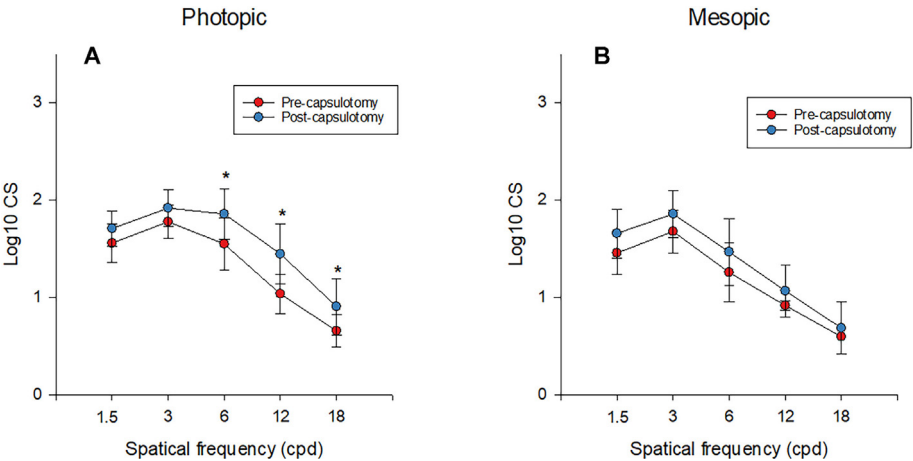 Photopic
Mesopic
A
B
3
2
1
0
Log10 CS
Pre-capsulotomy
Post-capsulotomy
*
*
*
1.5 3 6 12 18
Spatical frequency (cpd)
3
2
1
0
Log10 CS
Pre-capsulotomy
Post-capsulotomy
1.5 3 6 12 18
Spatical frequency (cpd)